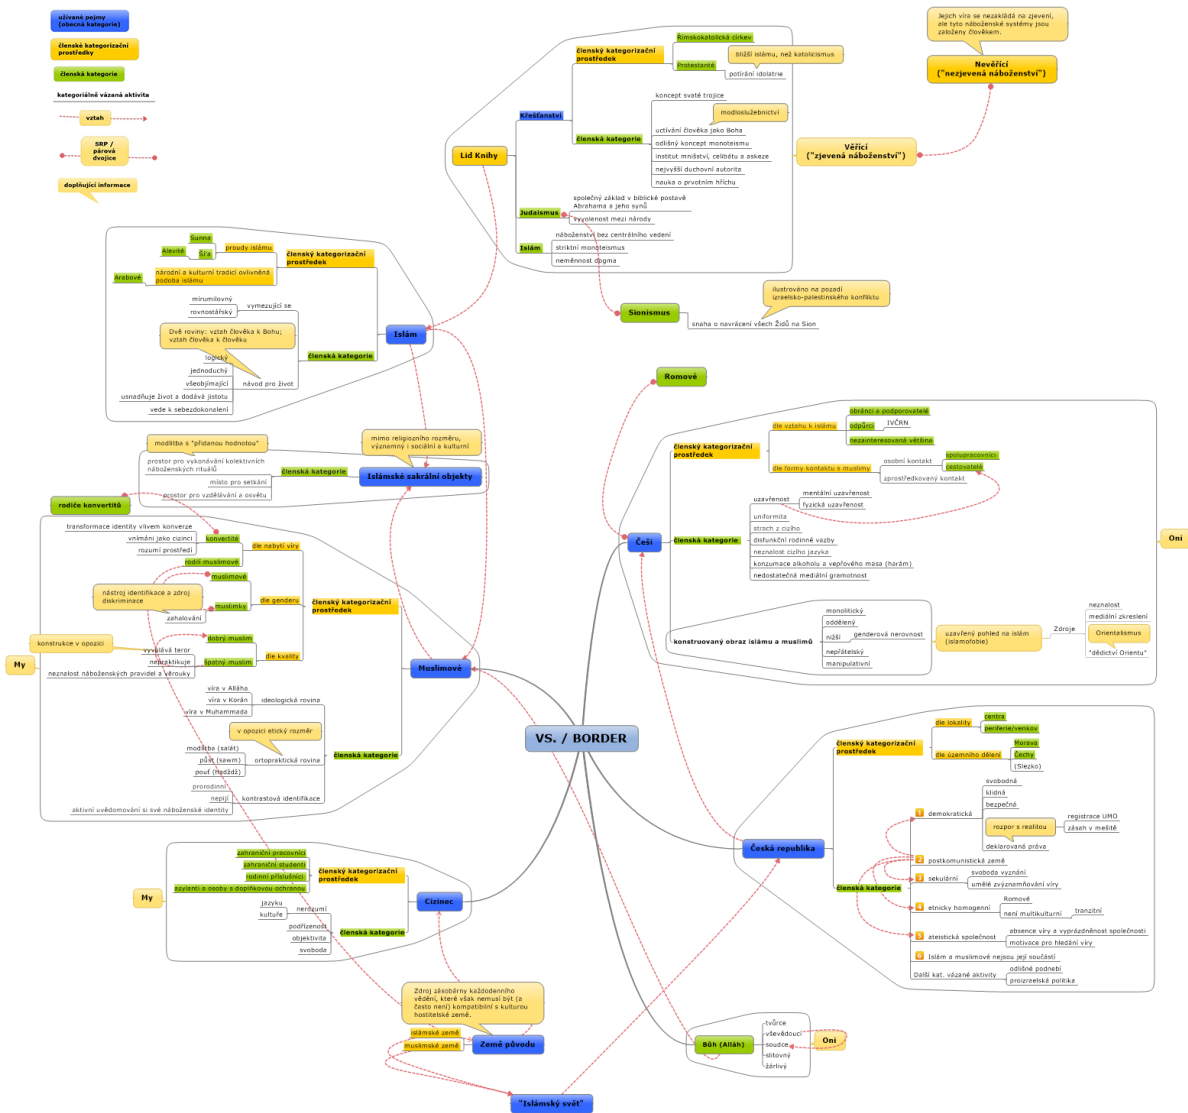 užívané pojmy
(obecná kategorie)
členské kategorizační
prostředky
členská kategorie
kategoriálně vázaná aktivita
vztah
SRP /
párová
dvojice
doplňující informace
Jejich víra se nezakládá na zjevení,
ale tyto náboženské systémy jsou
založeny člověkem.
Nevěřící
("nezjevená náboženství")
Věřící
("zjevená náboženství")
Lid Knihy
Křesťanství
členský kategorizační
prostředek
Římskokatolická církev
Protestanté
bližší islámu, než katolicismus
potírání idolatrie
členská kategorie
koncept svaté trojice
modloslužebnictví
uctívání člověka jako Boha
odlišný koncept monoteismu
institut mnišství, celibátu a askeze
nejvyšší duchovní autorita
nauka o prvotním hříchu
Judaismus
společný základ v biblické postavě
Abrahama a jeho synů
vyvolenost mezi národy
Islám
náboženství bez centrálního vedení
striktní monoteismus
neměnnost dogma
Sionismus
ilustrováno na pozadí
izraelsko-palestinského konfliktu
snaha o navrácení všech Židů na Sion
Islám
členský kategorizační
prostředek
proudy islámu
Sunna
Ší'a
Alevité
národní a kulturní tradicí ovlivněná
podoba islámu
Arabové
členská kategorie
vymezující se
mírumilovný
rovnostářský
Dvě roviny: vztah člověka k Bohu;
vztah člověka k člověku
návod pro život
logický
jednoduchý
všeobjímající
usnadňuje život a dodává jistotu
vede k sebezdokonalení
Islámské sakrální objekty
mimo religiozního rozměru,
významný i sociální a kulturní
modlitba s "přidanou hodnotou"
členská kategorie
prostor pro vykonávání kolektivních
náboženských rituálů
místo pro setkání
prostor pro vzdělávání a osvětu
rodiče konvertitů
Muslimové
My
členský kategorizační
prostředek
dle nabytí víry
konvertité
transformace identity vlivem konverze
vnímáni jako cizinci
rozumí prostředí
rodilí muslimové
dle genderu
muslimové
muslimky
zahalování
nástroj identifikace a zdroj
diskriminace
dle kvality
dobrý muslim
špatný muslim
konstrukce v opozici
vyvolává teror
nepraktikuje
neznalost náboženských pravidel a věrouky
členská kategorie
ideologická rovina
víra v Alláha
víra v Korán
víra v Muhammada
v opozici etický rozměr
ortopraktická rovina
modlitba (salát)
půst (sawm)
pouť (hadždž)
kontrastová identifikace
prorodinní
nepijí
aktivní uvědomování si své náboženské identity
VS. / BORDER
Romové
Češi
Oni
členský kategorizační
prostředek
dle vztahu k islámu
obránci a podporovatelé
odpůrci
IVČRN
nezainteresovaná většina
dle formy kontaktu s muslimy
osobní kontakt
spolupracovníci
cestovatelé
zprostředkovaný kontakt
členská kategorie
uzavřenost
mentální uzavřenost
fyzická uzavřenost
uniformita
strach z cizího
disfunkční rodinné vazby
neznalost cizího jazyka
konzumace alkoholu a vepřového masa (harám)
nedostatečná mediální gramotnost
konstruovaný obraz islámu a muslimů
monolitický
oddělený
nižší
genderová nerovnost
nepřátelský
manipulativní
uzavřený pohled na islám
(islamofobie)
Zdroje
neznalost
mediální zkreslení
Orientalismus
"dědictví Orientu"
Česká republika
členský kategorizační
prostředek
dle lokality
centra
periferie/venkov
dle územního dělení
Morava
Čechy
(Slezko)
členská kategorie
1 demokratická
svobodná
klidná
bezpečná
rozpor s realitou
registrace UMO
zásah v mešitě
deklarovaná práva
2 postkomunistická země
3 sekulární
svoboda vyznání
umělé zvýznamňování víry
4 etnicky homogenní
Romové
není multikulturní
tranzitní
5 ateistická společnost
absence víry a vyprázdněnost společnosti
motivace pro hledání víry
6 Islám a muslimové nejsou její součástí
Další kat. vázané aktivity
odlišné podnebí
proizraelská politika
Cizinec
My
členský kategorizační
prostředek
zahraniční pracovníci
zahraniční studenti
rodinní příslušníci
azylanti a osoby s doplňkovou ochranou
členská kategorie
nerozumí
jazyku
kultuře
podřízenost
objektivita
svoboda
Zdroj zásobárny každodenního
vědění, které však nemusí být (a
často není) kompatibilní s kulturou
hostitelské země.
Země původu
islámské země
muslimské země
"Islámský svět"
Bůh (Alláh)
tvůrce
vševědoucí
soudce
slitovný
žárlivý
Oni